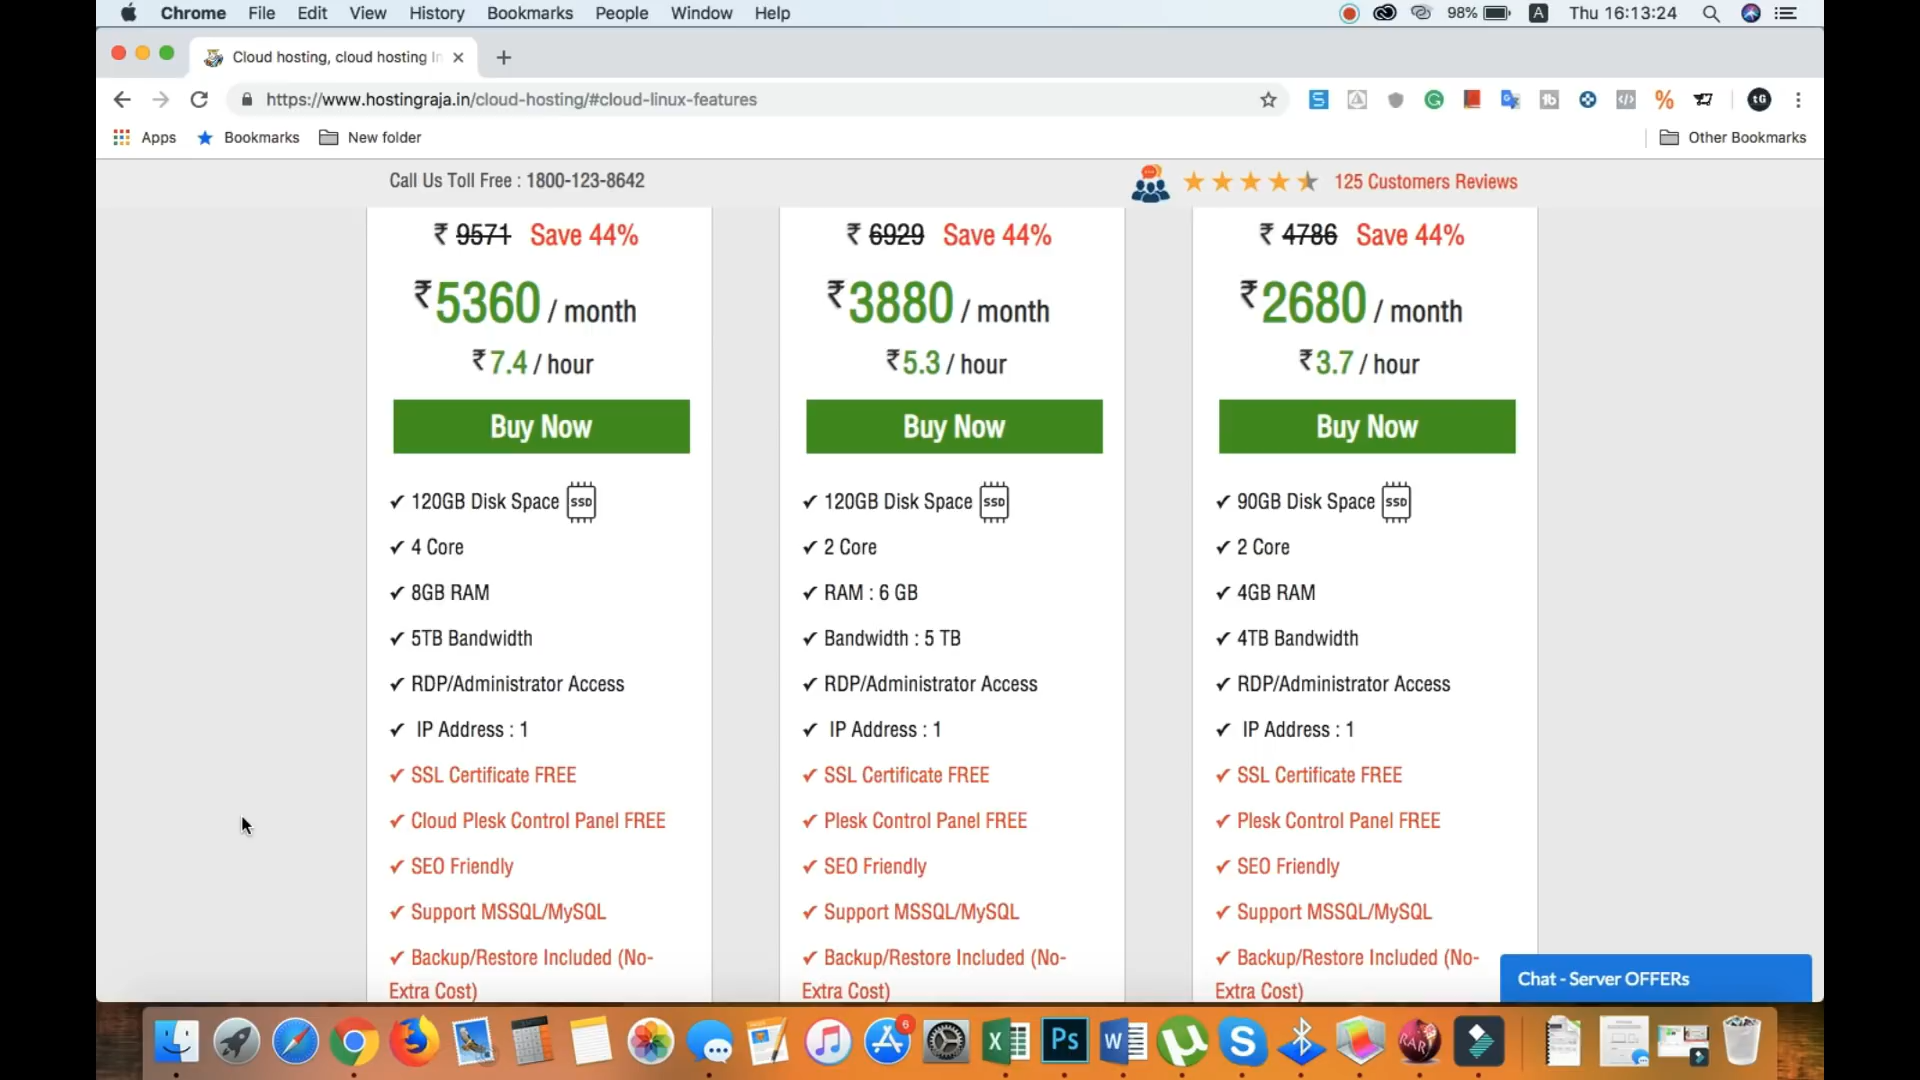 Chrome File Edit View History Bookmarks People Window Help 98% A Thu 16:13:24
Cloud hosting, cloud hosting In
https://www.hostingraja.in/cloud-hosting/#cloud-linux-features
Apps Bookmarks New folder Other Bookmarks
Call Us Toll Free : 1800-123-8642 125 Customers Reviews
₹ 9571 Save 44%
₹5360 / month
₹7.4 / hour
Buy Now
✔ 120GB Disk Space SSD
✔ 4 Core
✔ 8GB RAM
✔ 5TB Bandwidth
✔ RDP/Administrator Access
✔ IP Address : 1
✔ SSL Certificate FREE
✔ Cloud Plesk Control Panel FREE
✔ SEO Friendly
✔ Support MSSQL/MySQL
✔ Backup/Restore Included (No-
Extra Cost)
₹ 6929 Save 44%
₹3880 / month
₹5.3 / hour
Buy Now
✔ 120GB Disk Space SSD
✔ 2 Core
✔ RAM : 6 GB
✔ Bandwidth : 5 TB
✔ RDP/Administrator Access
✔ IP Address : 1
✔ SSL Certificate FREE
✔ Plesk Control Panel FREE
✔ SEO Friendly
✔ Support MSSQL/MySQL
✔ Backup/Restore Included (No-
Extra Cost)
₹ 4786 Save 44%
₹2680 / month
₹3.7 / hour
Buy Now
✔ 90GB Disk Space SSD
✔ 2 Core
✔ 4GB RAM
✔ 4TB Bandwidth
✔ RDP/Administrator Access
✔ IP Address : 1
✔ SSL Certificate FREE
✔ Plesk Control Panel FREE
✔ SEO Friendly
✔ Support MSSQL/MySQL
✔ Backup/Restore Included (No-
Extra Cost)
Chat - Server OFFERs
6
Ps
W
RAR